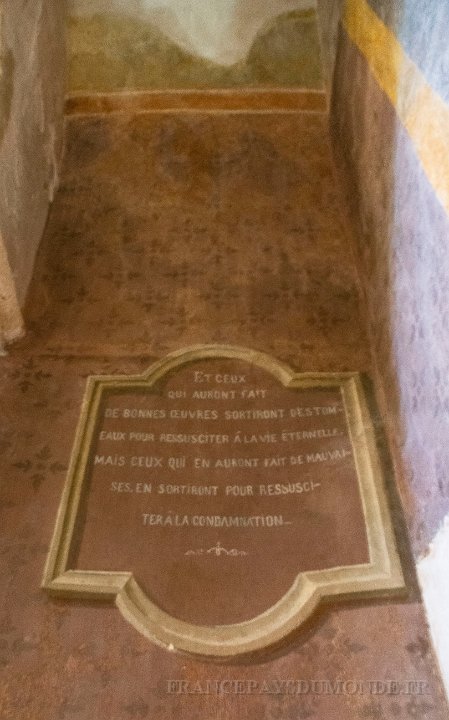 ET CEUX
QUI AURONT FAIT
DE BONNES ŒUVRES SORTIRONT DES TOM-
EAUX POUR RESSUSCITER Á LA VIE ÉTERNELLE.
MAIS CEUX QUI EN AURONT FAIT DE MAUVAI-
SES, EN SORTIRONT POUR RESSUSCI-
TER Á LA CONDAMNATION_
FRANCEPAYSDUMONDE.FR